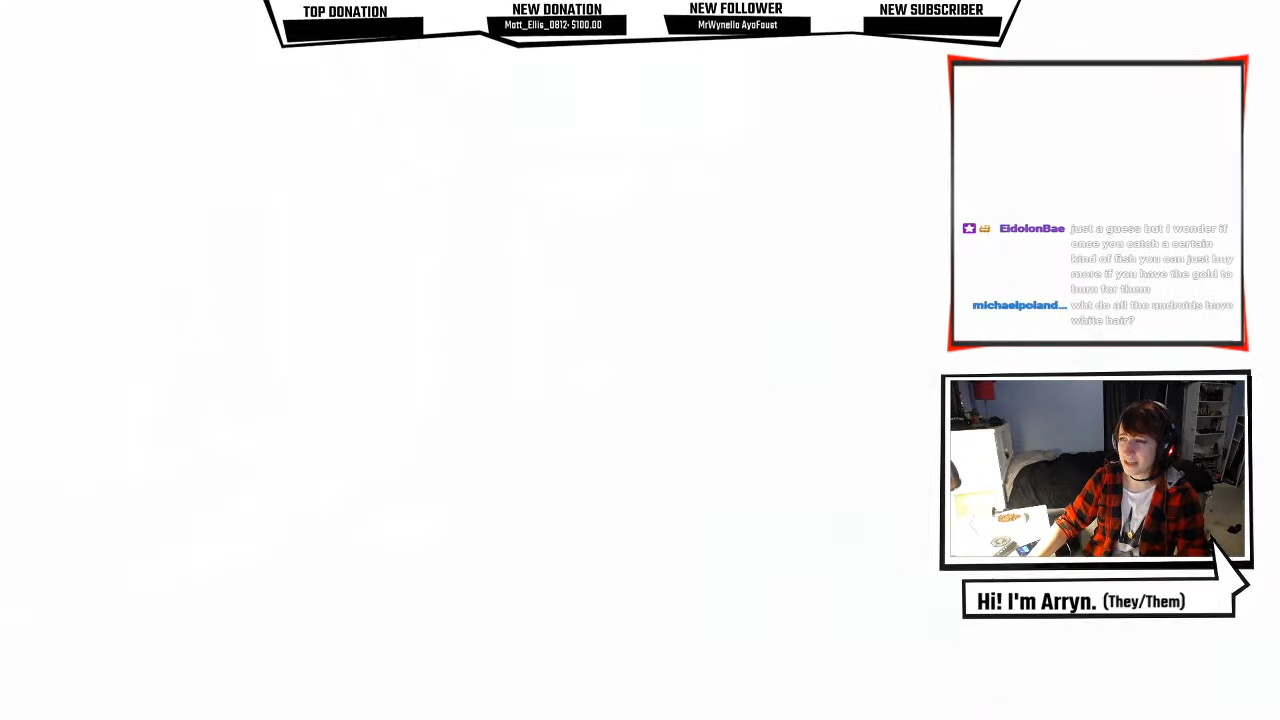 TOP DONATION
NEW DONATION
Matt_Ellis_0812• $100.00
NEW FOLLOWER
MrWynello AyoFaust
NEW SUBSCRIBER
EidolonBae just a guess but I wonder if
once you catch a certain
kind of fish you can just buy
more if you have the gold to
burn for them
michaelpoland... wht do all the androids have
white hair?
Hi! I'm Arryn. (They/Them)